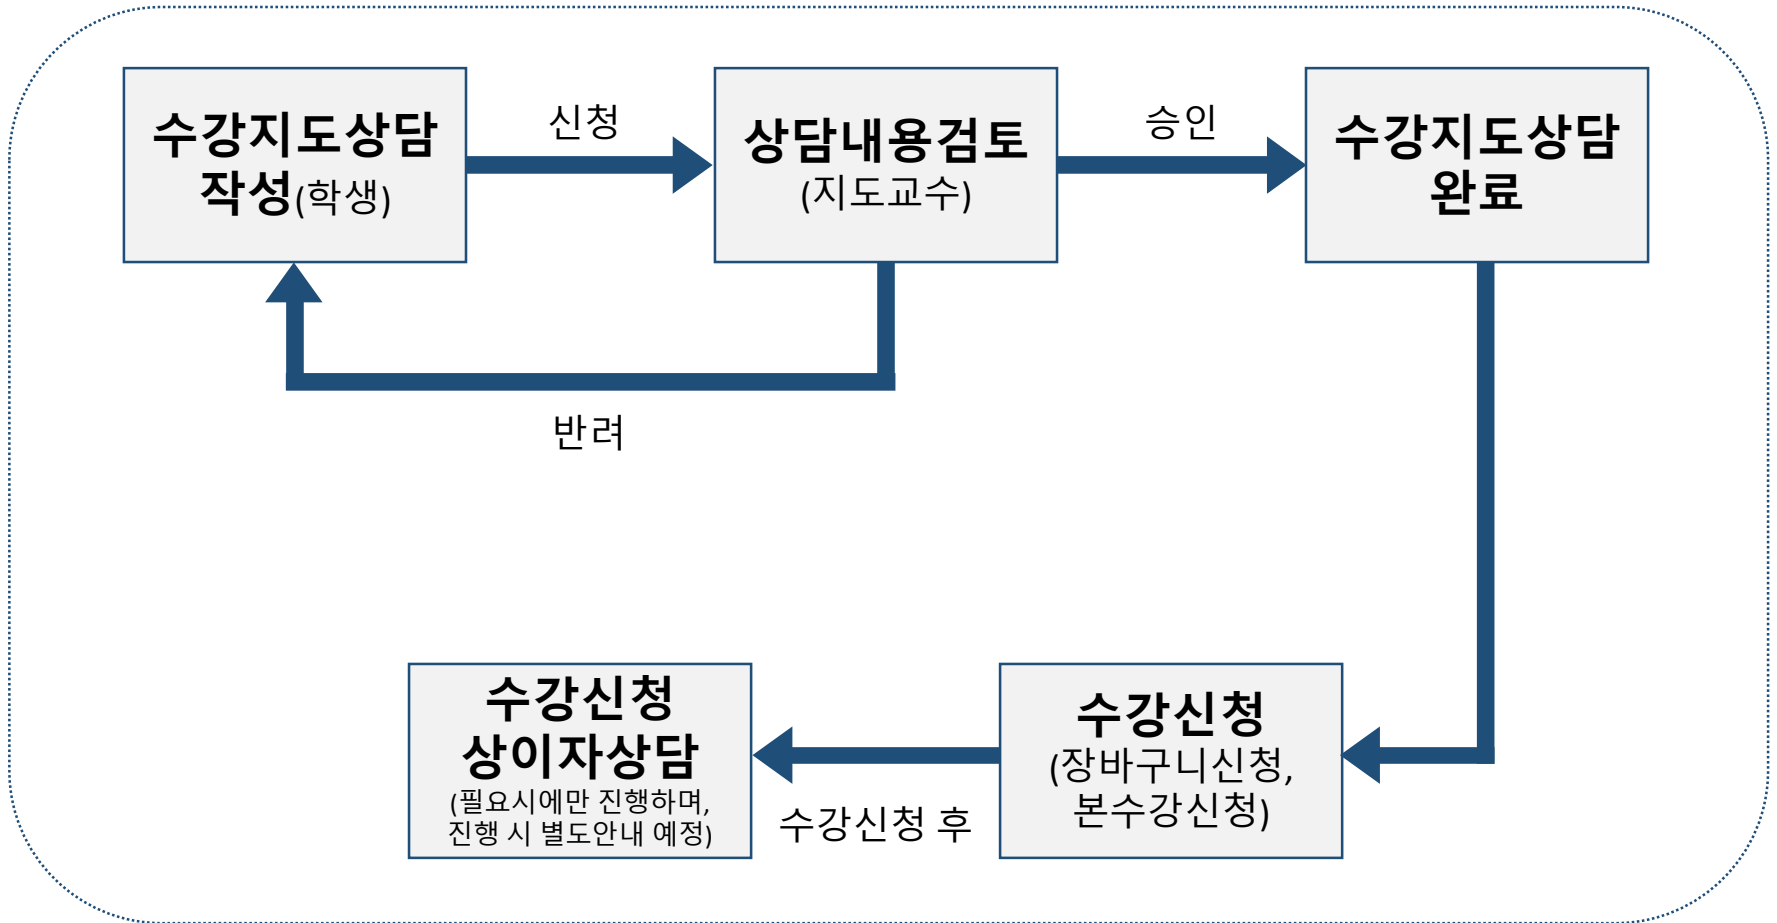 수강지도상담
작성(학생)
신청
상담내용검토
(지도교수)
승인
수강지도상담
완료
반려
수강신청
상이자상담
(필요시에만 진행하며,
진행 시 별도안내 예정)
수강신청 후
수강신청
(장바구니신청,
본수강신청)